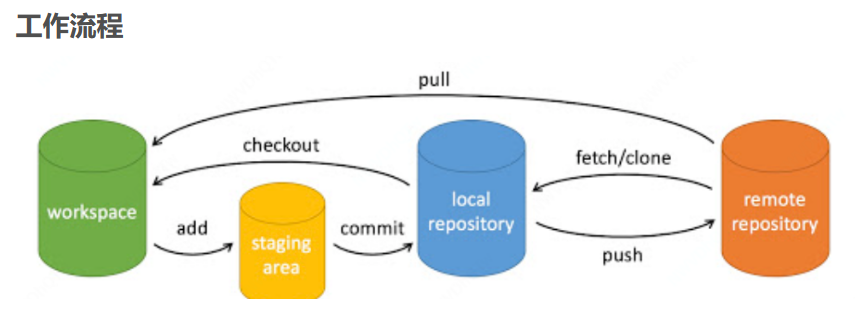 工作流程
pull
checkout
fetch/clone
workspace
add
staging
area
commit
local
repository
push
remote
repository